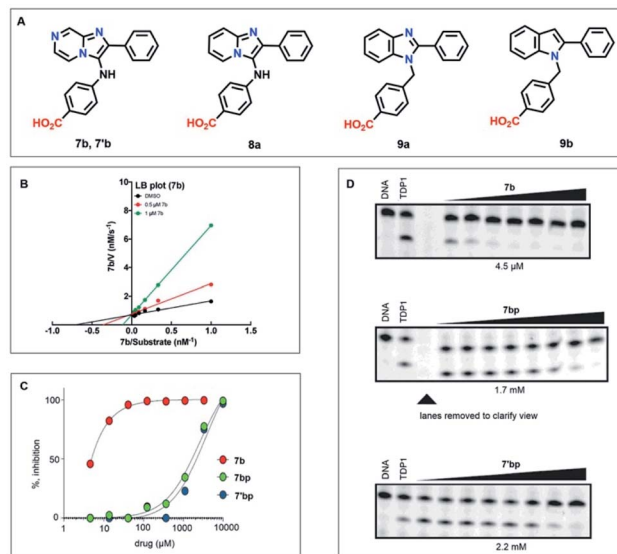 A
N
N
N
NH
HO2C
7b, 7'b
N
N
NH
HO2C
8a
N
N
HO2C
9a
N
HO2C
9b
B
LB plot (7b)
DMSO
0.5 µM 7b
1 µM 7b
7b/V (nM/s⁻¹)
10
8
6
4
2
-1.0
-0.5
0.0
0.5
1.0
1.5
7b/Substrate (nM⁻¹)
C
%, inhibition
100
50
0
1
10
100
1000
10000
drug (µM)
7b
7bp
7'bp
D
DNA
TDP1
7b
4.5 µM
DNA
TDP1
7bp
1.7 mM
lanes removed to clarify view
DNA
TDP1
7'bp
2.2 mM